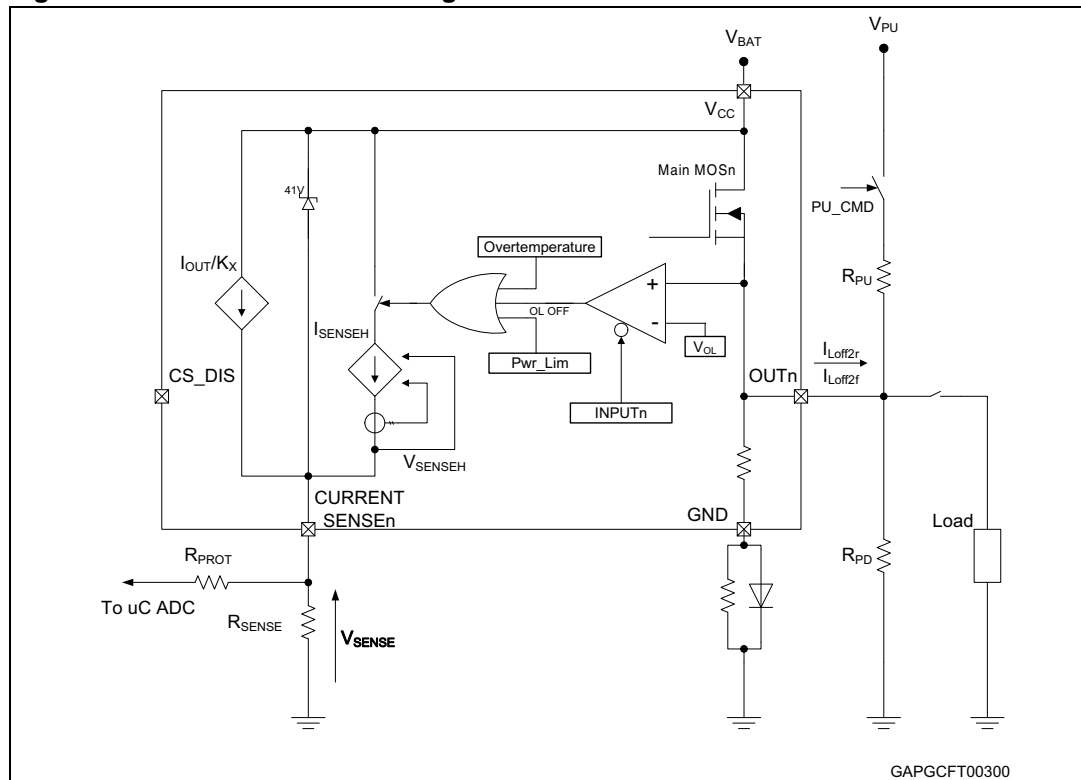 V_PU
V_BAT
V_CC
Main MOSn
41V
PU_CMD
Overtemperature
I_OUT/K_X
R_PU
+
OL OFF
-
I_SENSEH
V_OL
Pwr_Lim
I_Loff2r
CS_DIS
OUTn
I_Loff2f
INPUTn
V_SENSEH
CURRENT
SENSEn
GND
Load
R_PROT
R_PD
To uC ADC
R_SENSE
V_SENSE
GAPGCFT00300